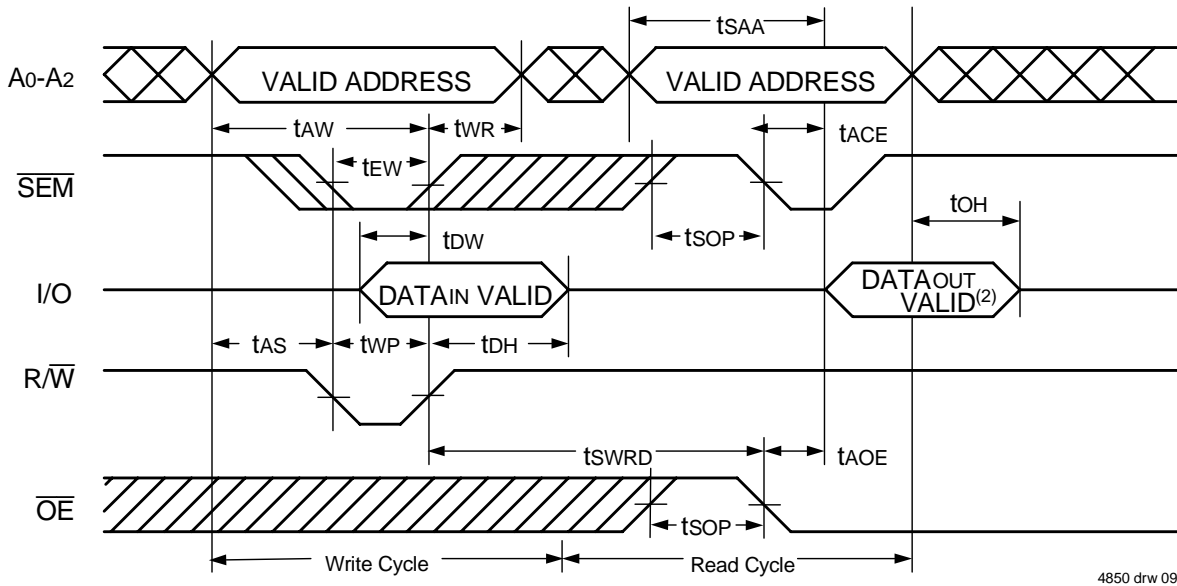 tSAA
A0-A2 VALID ADDRESS VALID ADDRESS
tAW tWR tACE
tEW
SEM
tSOP tOH
tDW
I/O DATAIN VALID DATAOUT VALID(2)
tAS tWP tDH
R/W
tSWRD tAOE
OE
tSOP
Write Cycle Read Cycle
4850 drw 09